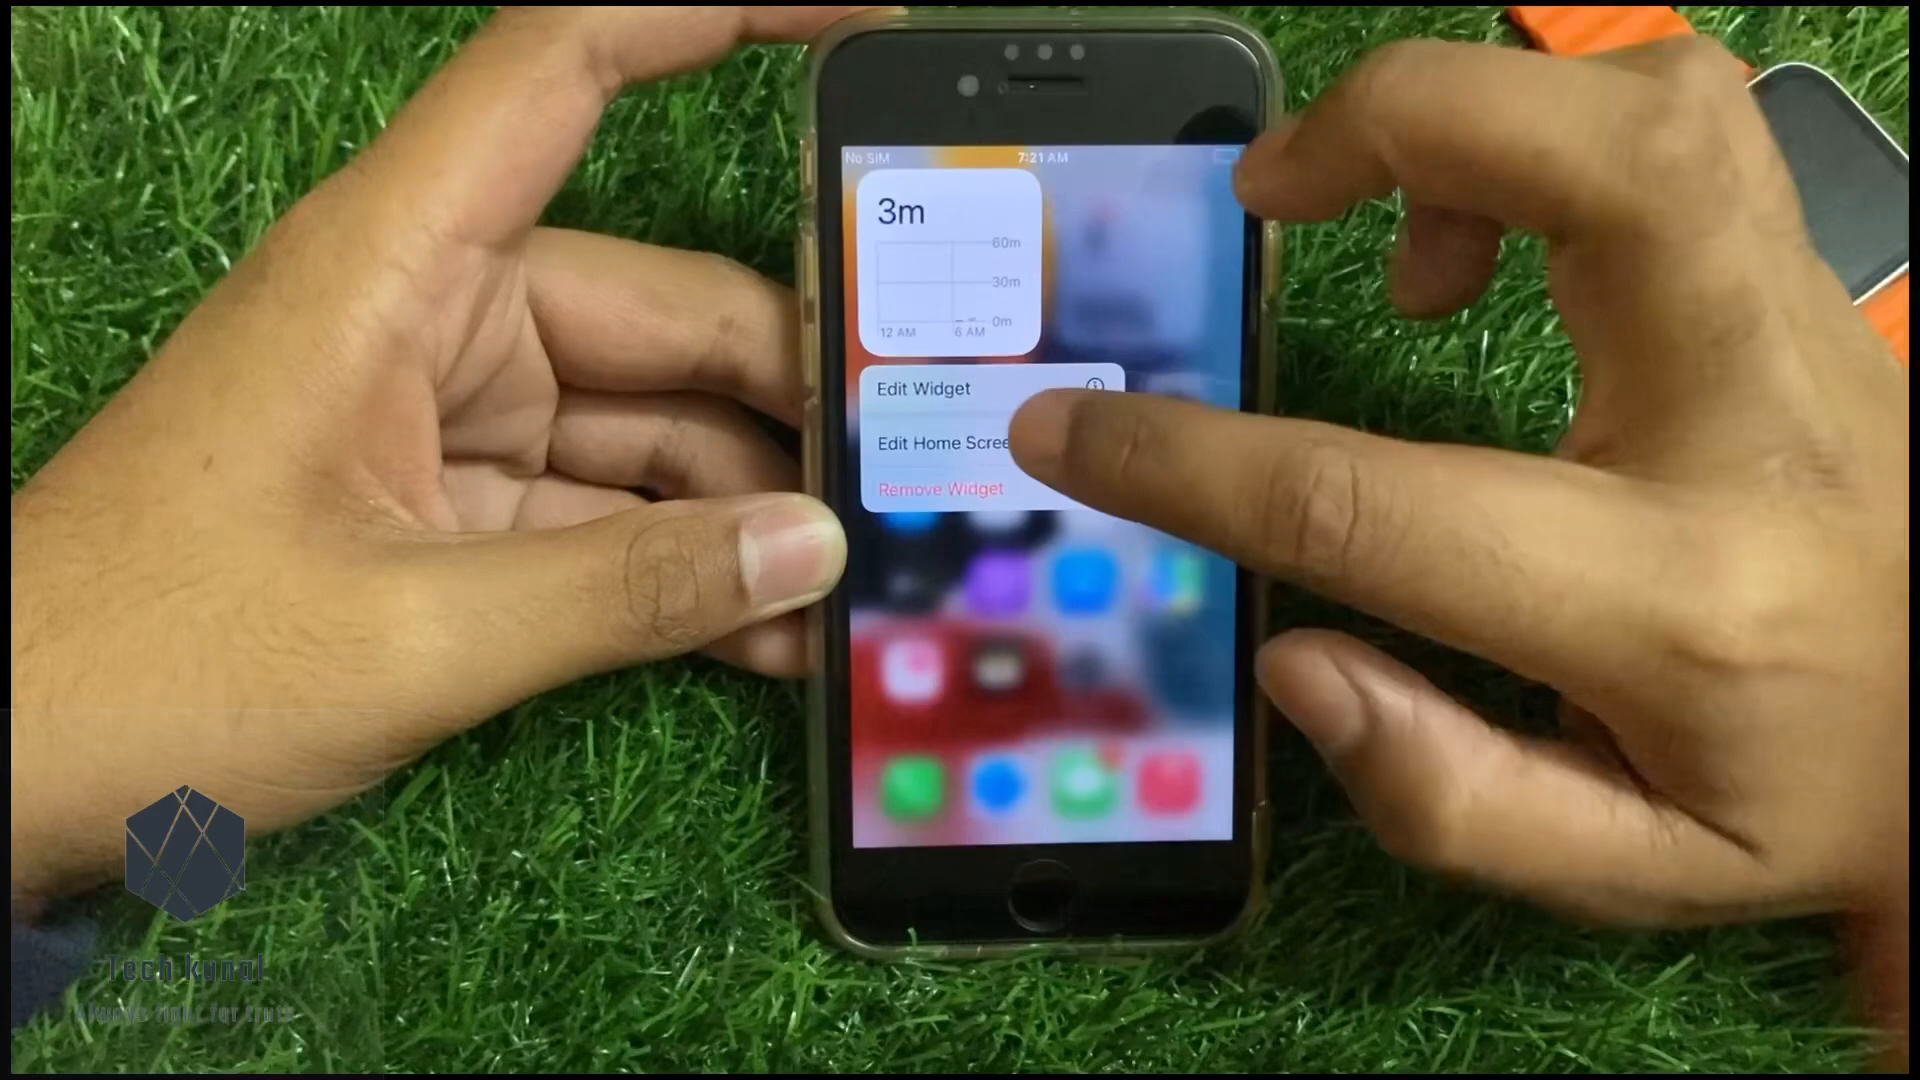 No SIM
7:21 AM
3m
60m
30m
0m
12 AM
6 AM
Edit Widget
Edit Home Scree
Remove Widget
Tech kunal